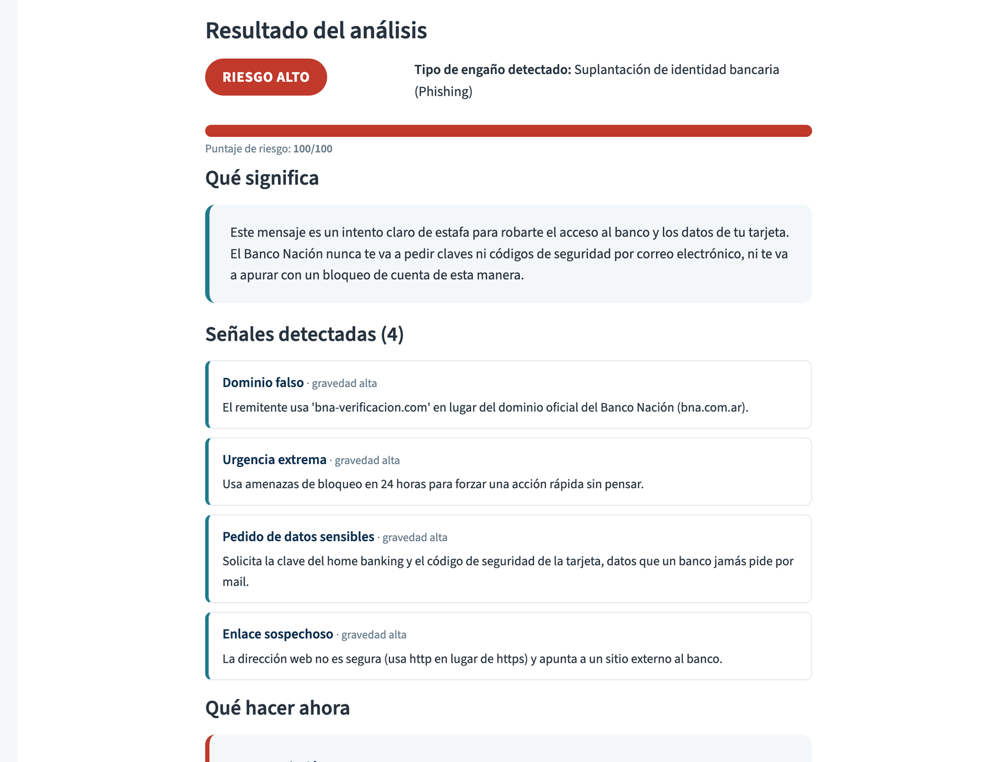 Resultado del análisis
RIESGO ALTO
Tipo de engaño detectado: Suplantación de identidad bancaria
(Phishing)
Puntaje de riesgo: 100/100
Qué significa
Este mensaje es un intento claro de estafa para robarte el acceso al banco y los datos de tu tarjeta.
El Banco Nación nunca te va a pedir claves ni códigos de seguridad por correo electrónico, ni te va
a apurar con un bloqueo de cuenta de esta manera.
Señales detectadas (4)
Dominio falso · gravedad alta
El remitente usa 'bna-verificacion.com' en lugar del dominio oficial del Banco Nación (bna.com.ar).
Urgencia extrema · gravedad alta
Usa amenazas de bloqueo en 24 horas para forzar una acción rápida sin pensar.
Pedido de datos sensibles · gravedad alta
Solicita la clave del home banking y el código de seguridad de la tarjeta, datos que un banco jamás pide por
mail.
Enlace sospechoso · gravedad alta
La dirección web no es segura (usa http en lugar de https) y apunta a un sitio externo al banco.
Qué hacer ahora